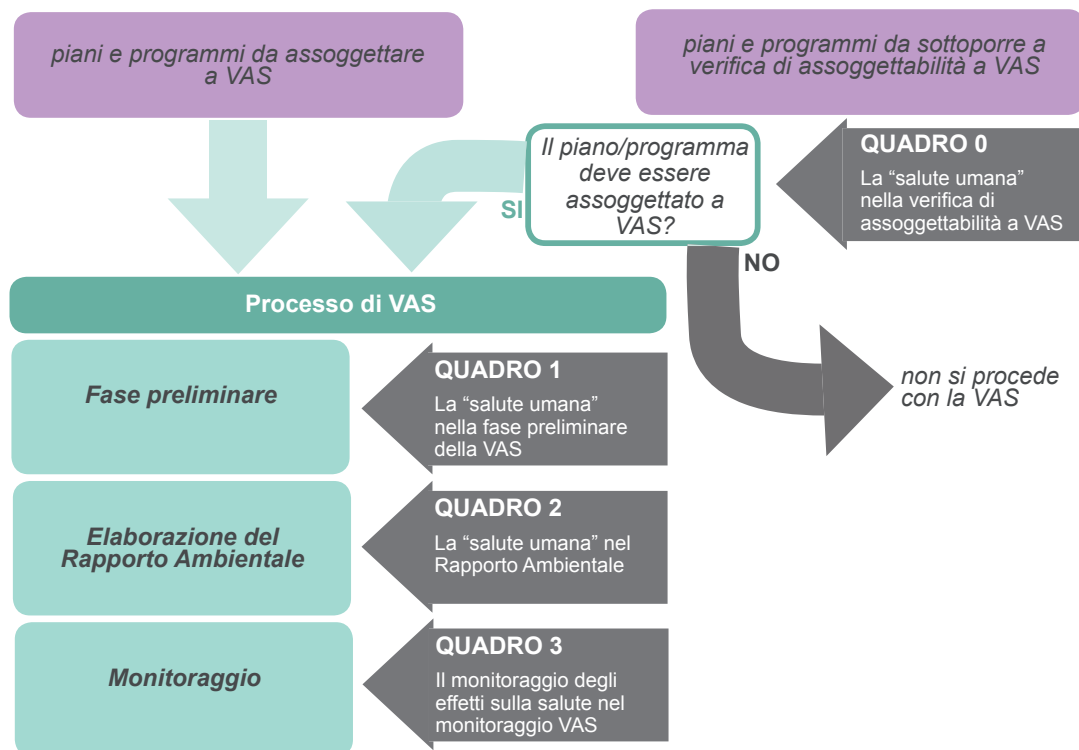 piani e programmi da assoggettare
a VAS
piani e programmi da sottoporre a
verifica di assoggettabilità a VAS
Il piano/programma
deve essere
assoggettato a
VAS?
QUADRO 0
La “salute umana”
nella verifica di
assoggettabilità a VAS
SI
NO
Processo di VAS
non si procede
con la VAS
Fase preliminare
QUADRO 1
La “salute umana”
nella fase preliminare
della VAS
Elaborazione del
Rapporto Ambientale
QUADRO 2
La “salute umana” nel
Rapporto Ambientale
Monitoraggio
QUADRO 3
Il monitoraggio degli
effetti sulla salute nel
monitoraggio VAS